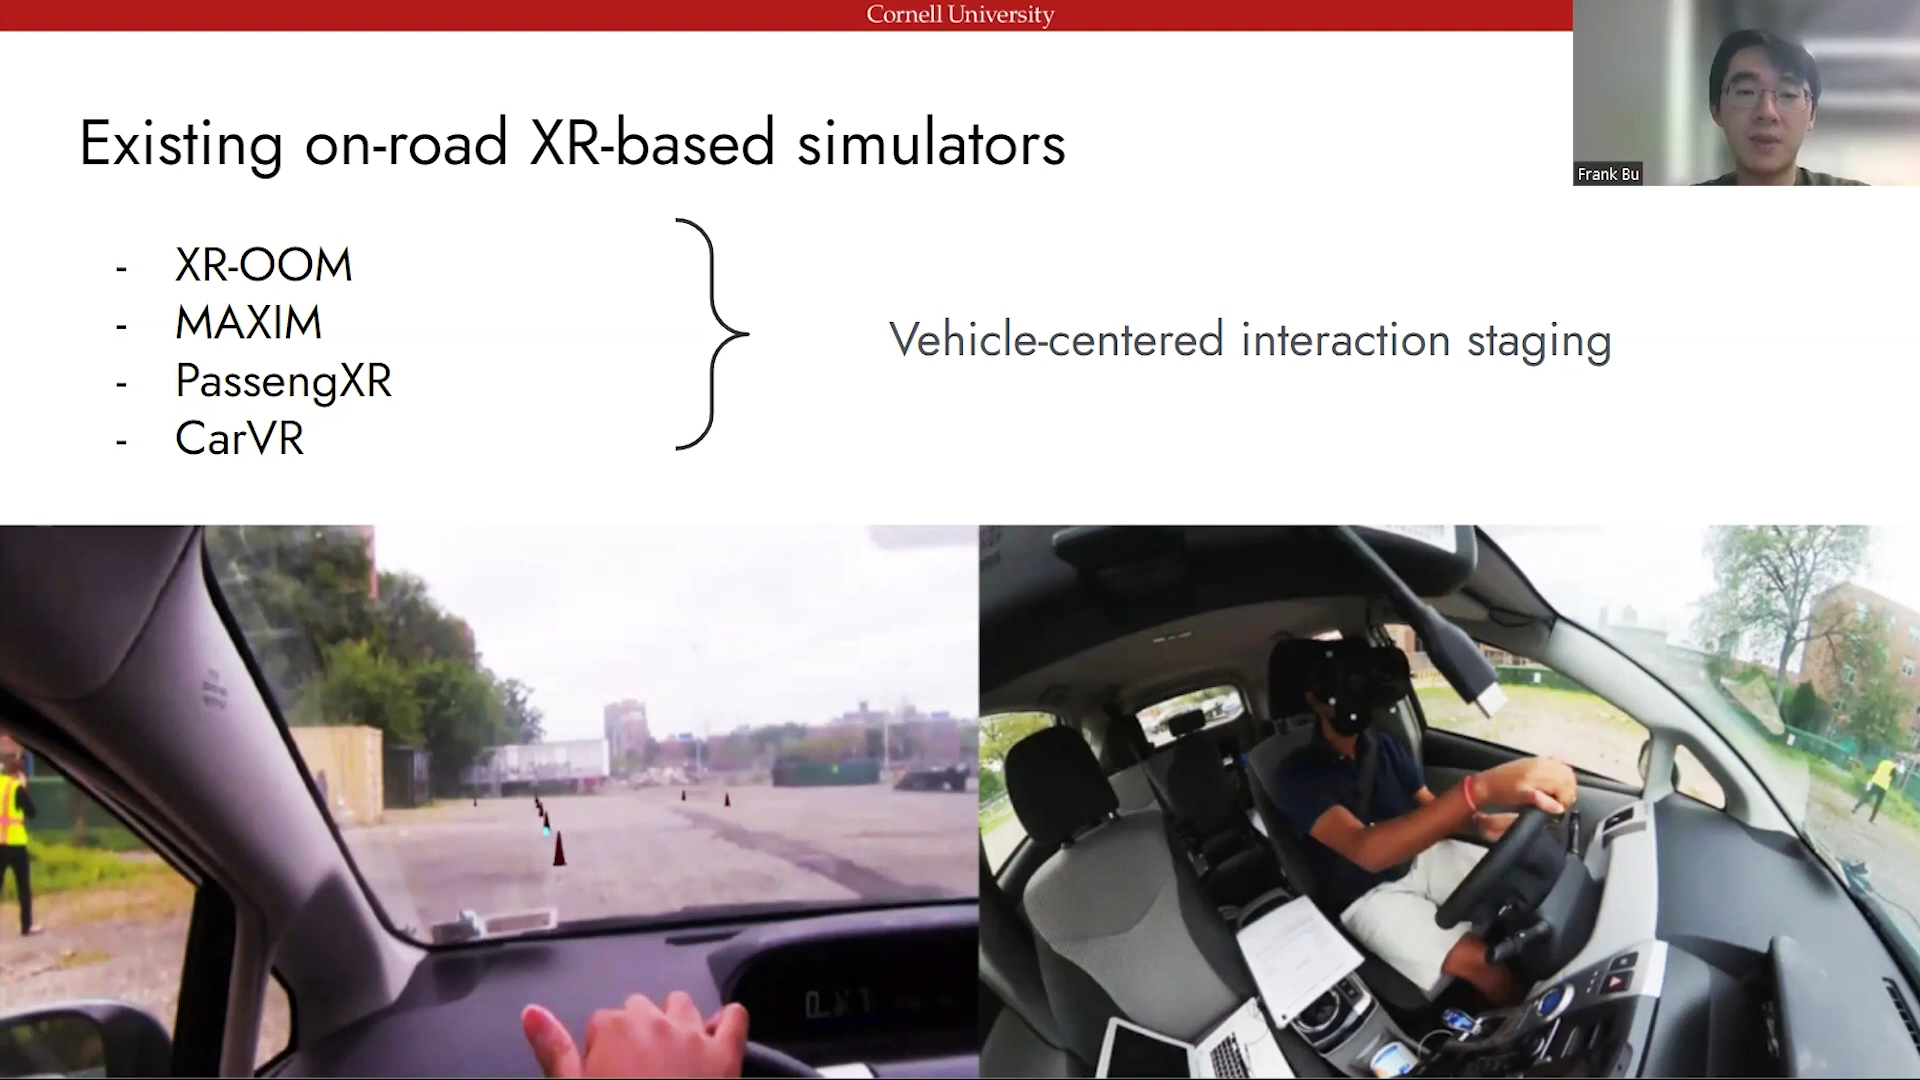 Cornell University
Existing on-road XR-based simulators
- XR-OOM
- MAXIM
- PassengXR
- CarVR
Vehicle-centered interaction staging
Frank Bu